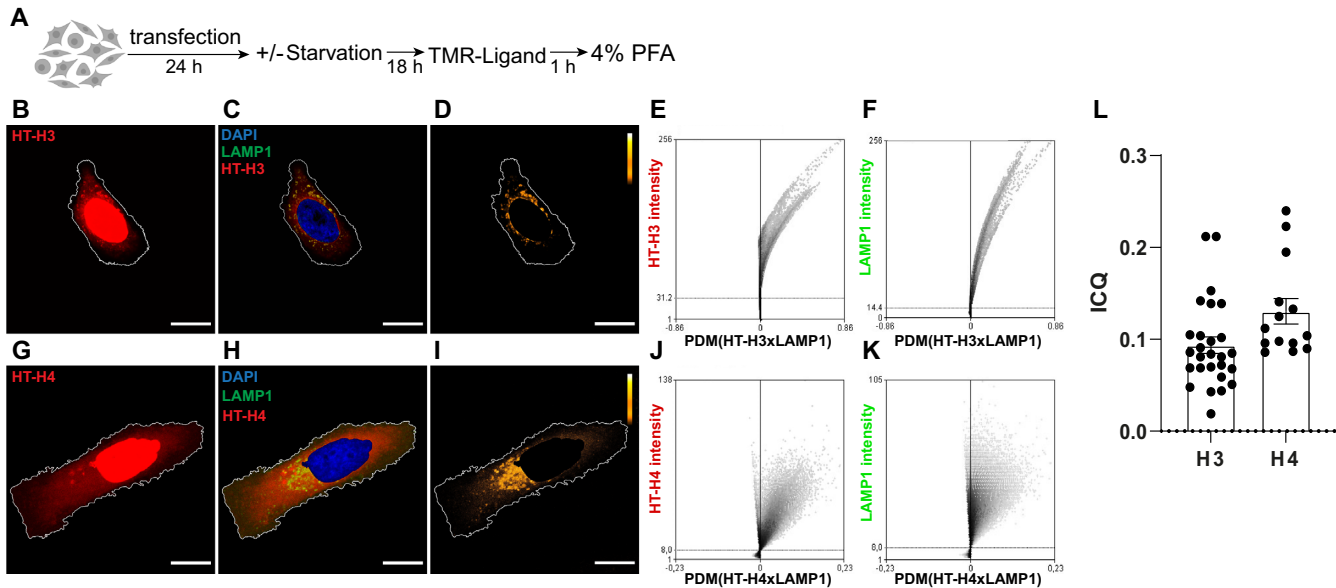 A
transfection
24 h
+/- Starvation
18 h
TMR-Ligand
1 h
4% PFA
B
HT-H3
C
DAPI
LAMP1
HT-H3
D
E
256
HT-H3 intensity
31.2
1
-0.86
0
0.86
PDM(HT-H3xLAMP1)
F
256
LAMP1 intensity
14.4
0
-0.86
0
0.86
PDM(HT-H3xLAMP1)
G
HT-H4
H
DAPI
LAMP1
HT-H4
I
J
138
HT-H4 intensity
8,0
1
-0,23
0
0,23
PDM(HT-H4xLAMP1)
K
105
LAMP1 intensity
8,0
1
-0,23
0
0,23
PDM(HT-H4xLAMP1)
L
0.3
0.2
0.1
0.0
ICQ
H3
H4